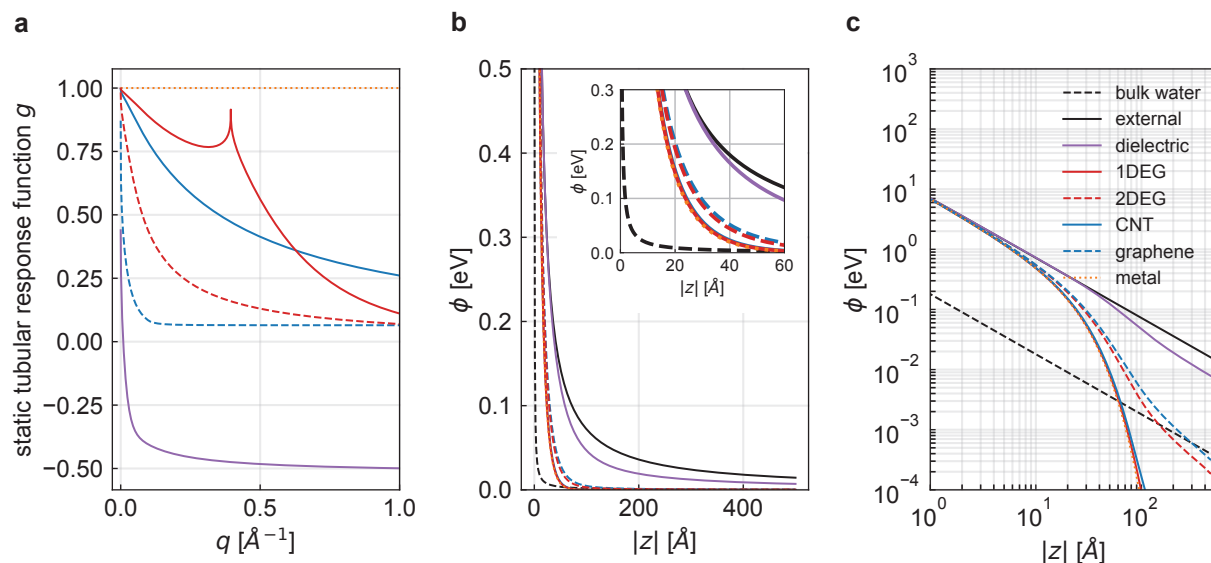 a
static tubular response function g
1.00
0.75
0.50
0.25
0.00
−0.25
−0.50
0.0
0.5
1.0
q [Å⁻¹]
b
ϕ [eV]
0.5
0.4
0.3
0.2
0.1
0.0
0
200
400
|z| [Å]
ϕ [eV]
0.3
0.2
0.1
0.0
0
20
40
60
|z| [Å]
c
ϕ [eV]
10³
10²
10¹
10⁰
10⁻¹
10⁻²
10⁻³
10⁻⁴
10⁰
10¹
10²
|z| [Å]
bulk water
external
dielectric
1DEG
2DEG
CNT
graphene
metal